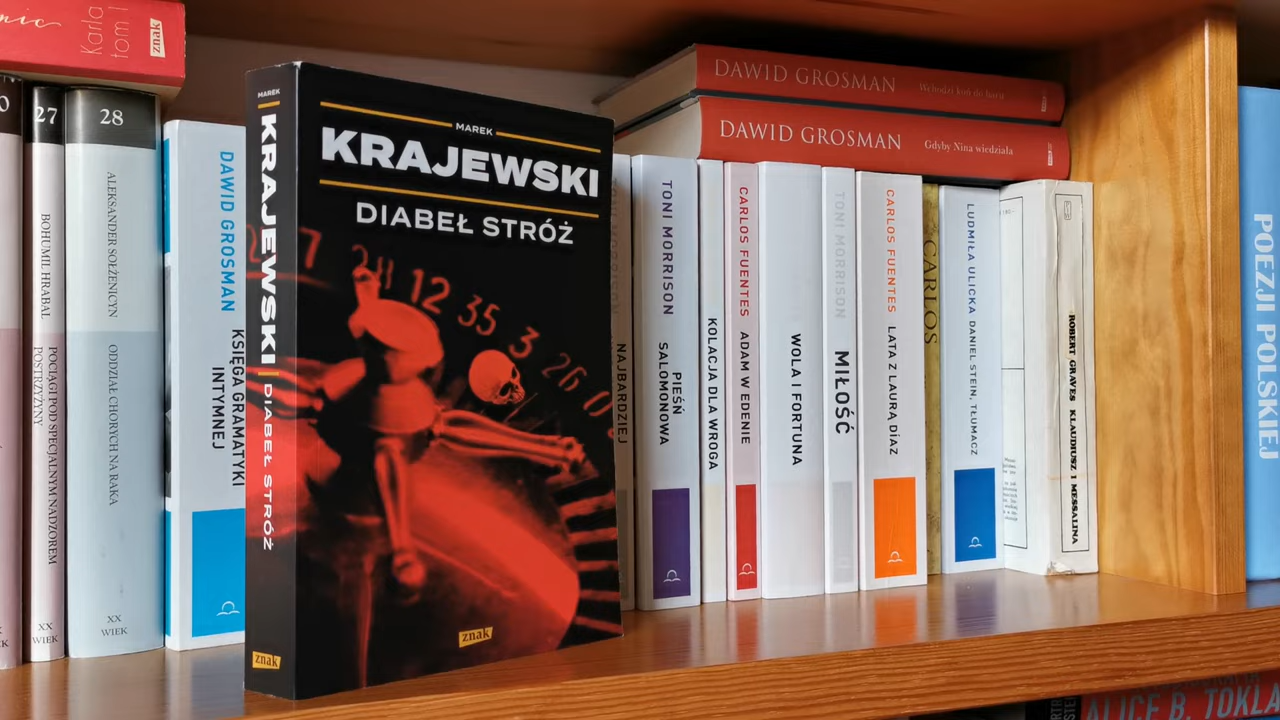 znak
Karla
tom I
27
BOHUMIL HRABAL
POCIĄGI POD SPECJALNYM NADZOREM
POSTRZYŻYNY
XX
WIEK
28
ALEKSANDER SOŁŻENICYN
ODDZIAŁ CHORYCH NA RAKA
XX
WIEK
DAWID GROSMAN
KSIĘGA GRAMATYKI
INTYMNEJ
MAREK
KRAJEWSKI
DIABEŁ STRÓŻ
znak
MAREK
KRAJEWSKI
DIABEŁ STRÓŻ
7 12 35 3 26 0
znak
DAWID GROSMAN Wchodzi koń do baru
DAWID GROSMAN Gdyby Nina wiedziała
NAJBARDZIEJ
TONI MORRISON
PIEŚŃ
SALOMONOWA
KOLACJA DLA WROGA
CARLOS FUENTES ADAM W EDENIE
WOLA I FORTUNA
TONI MORRISON
MIŁOŚĆ
CARLOS FUENTES LATA Z LAURĄ DÍAZ
CARLOS
LUDMIŁA ULICKA DANIEL STEIN, TŁUMACZ
ROBERT GRAVES KLAUDIUSZ I MESSALINA
POEZJI POLSKIEJ
ALICE B. TOKLA